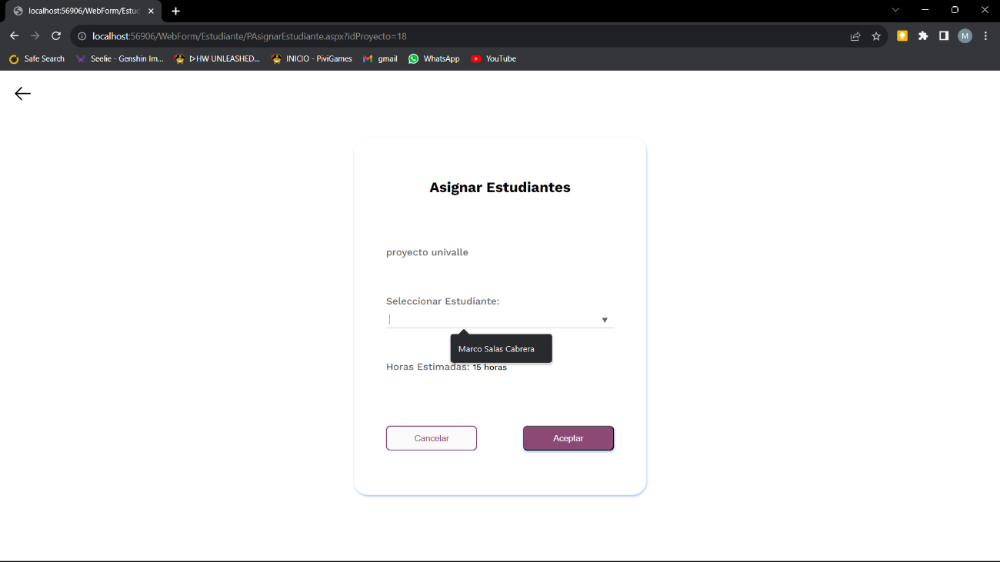 localhost:56906/WebForm/Estud
localhost:56906/WebForm/Estudiante/PAsignarEstudiante.aspx?idProyecto=18
M
Safe Search
Seelie - Genshin Im...
ᐅHW UNLEASHED...
INICIO - PiviGames
gmail
WhatsApp
YouTube
Asignar Estudiantes
proyecto univalle
Seleccionar Estudiante:
Marco Salas Cabrera
Horas Estimadas: 15 horas
Cancelar
Aceptar